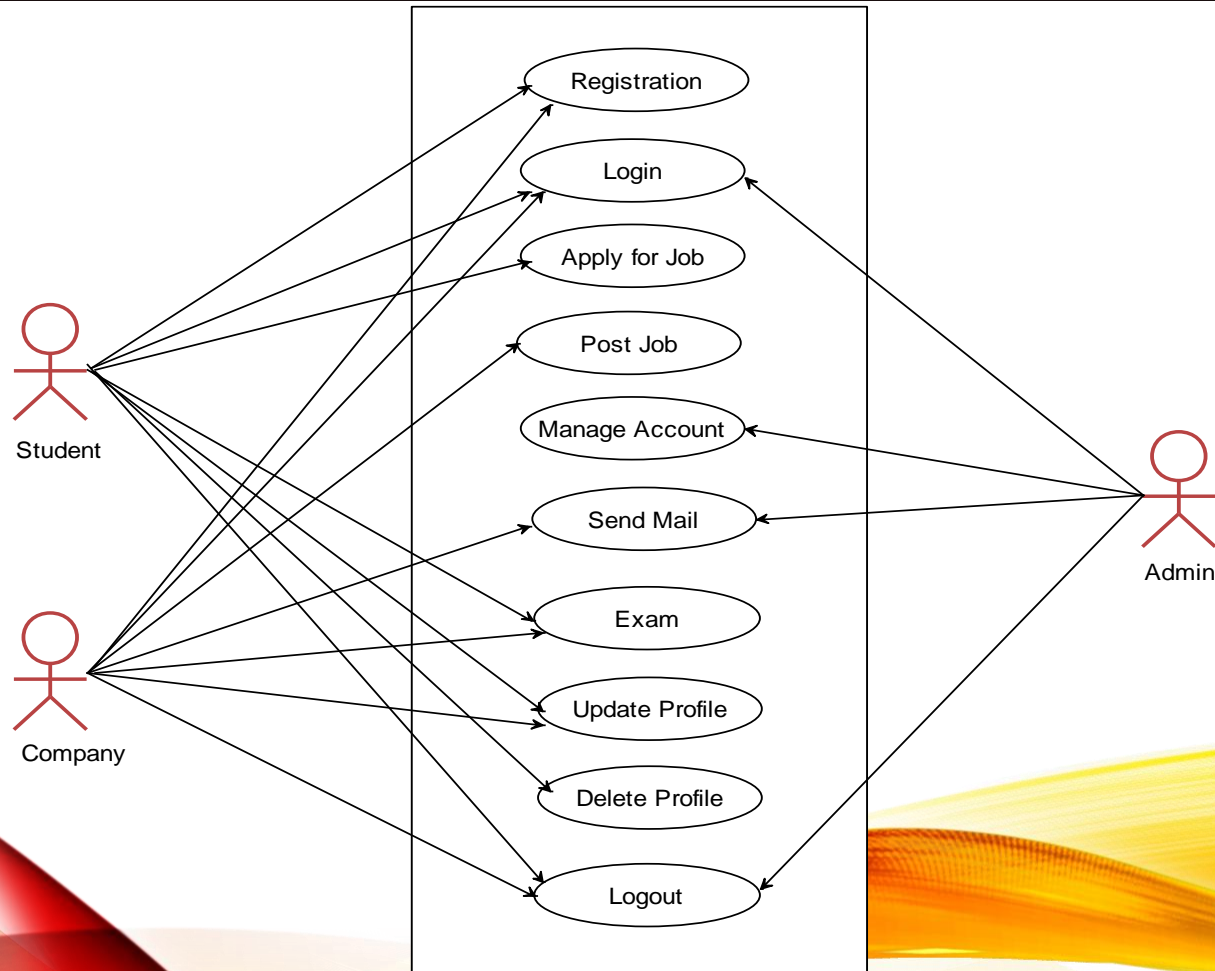 Registration
Login
Apply for Job
Post Job
Manage Account
Student
Send Mail
Admin
Exam
Update Profile
Company
Delete Profile
Logout